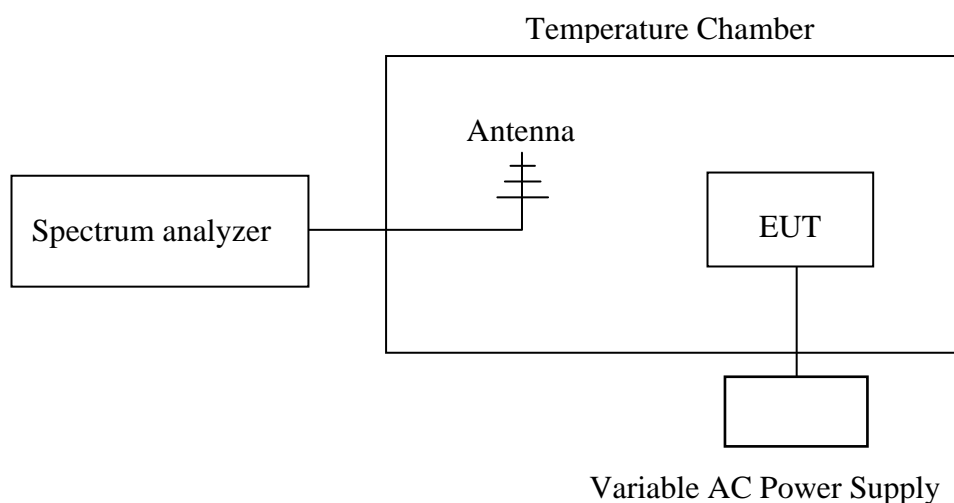 Temperature Chamber
Antenna
Spectrum analyzer
EUT
Variable AC Power Supply